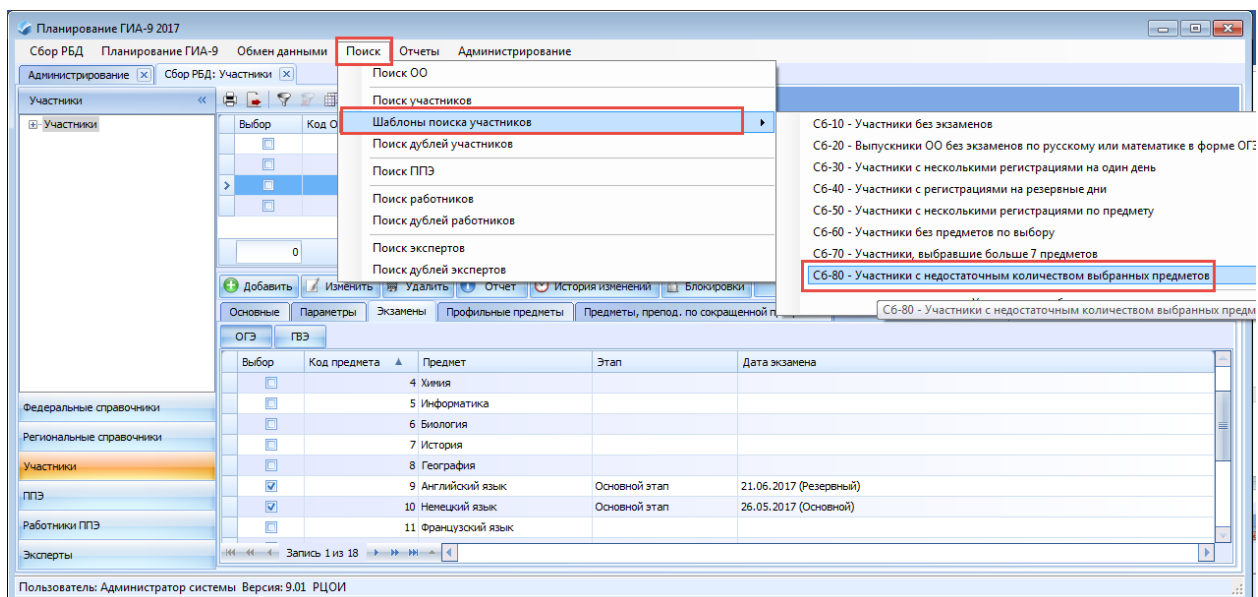 Планирование ГИА-9 2017
Сбор РБД Планирование ГИА-9 Обмен данными Поиск Отчеты Администрирование
Администрирование Сбор РБД: Участники
Участники
Участники
Выбор Код О
0
Поиск ОО
Поиск участников
Шаблоны поиска участников
Поиск дублей участников
Поиск ППЭ
Поиск работников
Поиск дублей работников
Поиск экспертов
Поиск дублей экспертов
С6-10 - Участники без экзаменов
С6-20 - Выпускники ОО без экзаменов по русскому или математике в форме ОГЭ
С6-30 - Участники с несколькими регистрациями на один день
С6-40 - Участники с регистрациями на резервные дни
С6-50 - Участники с несколькими регистрациями по предмету
С6-60 - Участники без предметов по выбору
С6-70 - Участники, выбравшие больше 7 предметов
С6-80 - Участники с недостаточным количеством выбранных предметов
С6-80 - Участники с недостаточным количеством выбранных предм
Добавить Изменить Удалить Отчет История изменений Блокировки
Основные Параметры Экзамены Профильные предметы Предметы, препод. по сокращенной п
ОГЭ ГВЭ
Выбор Код предмета Предмет Этап Дата экзамена
4 Химия
5 Информатика
6 Биология
7 История
8 География
9 Английский язык Основной этап 21.06.2017 (Резервный)
10 Немецкий язык Основной этап 26.05.2017 (Основной)
11 Французский язык
Запись 1 из 18
Федеральные справочники
Региональные справочники
Участники
ППЭ
Работники ППЭ
Эксперты
Пользователь: Администратор системы Версия: 9.01 РЦОИ